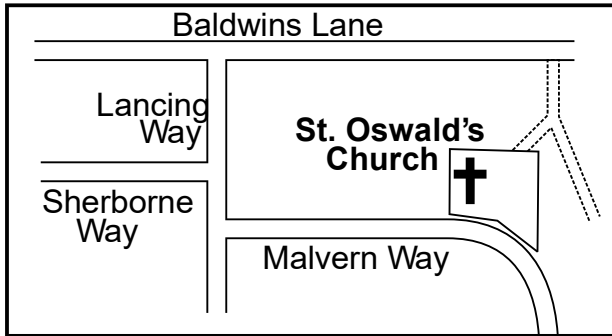 Baldwins Lane
Lancing
Way
St. Oswald's
Church
Sherborne
Way
Malvern Way